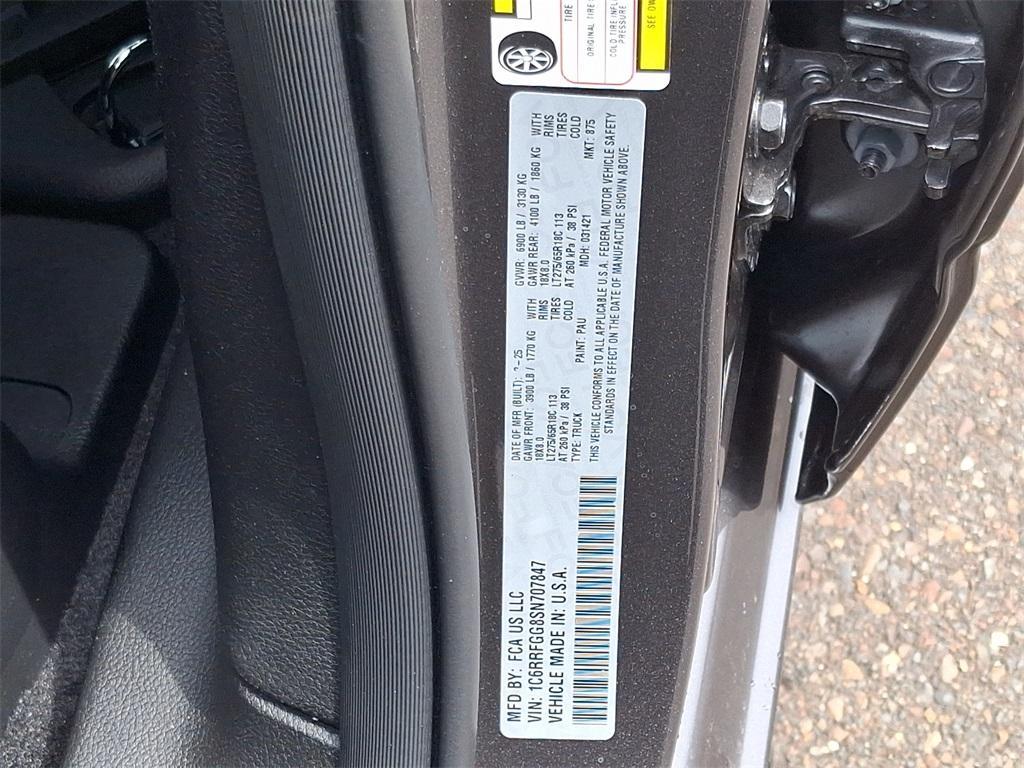 TIRE
ORIGINAL TIRE
COLD TIRE INFL
PRESSURE
SEE OW
MFD BY: FCA US LLC
VIN: 1C6RRFGG8SN707847
VEHICLE MADE IN: U.S.A.
DATE OF MFR (BUILT): -25 GVWR: 6900 LB / 3130 KG
GAWR FRONT: 3900 LB / 1770 KG WITH GAWR REAR: 4100 LB / 1860 KG WITH
18X8.0 RIMS 18X8.0 RIMS
LT275/65R18C 113 TIRES LT275/65R18C 113 TIRES
AT 260 kPa / 38 PSI COLD AT 260 kPa / 38 PSI COLD
TYPE: TRUCK PAINT: PAU MDH: 031421 MKT: 875
THIS VEHICLE CONFORMS TO ALL APPLICABLE U.S.A. FEDERAL MOTOR VEHICLE SAFETY
STANDARDS IN EFFECT ON THE DATE OF MANUFACTURE SHOWN ABOVE.